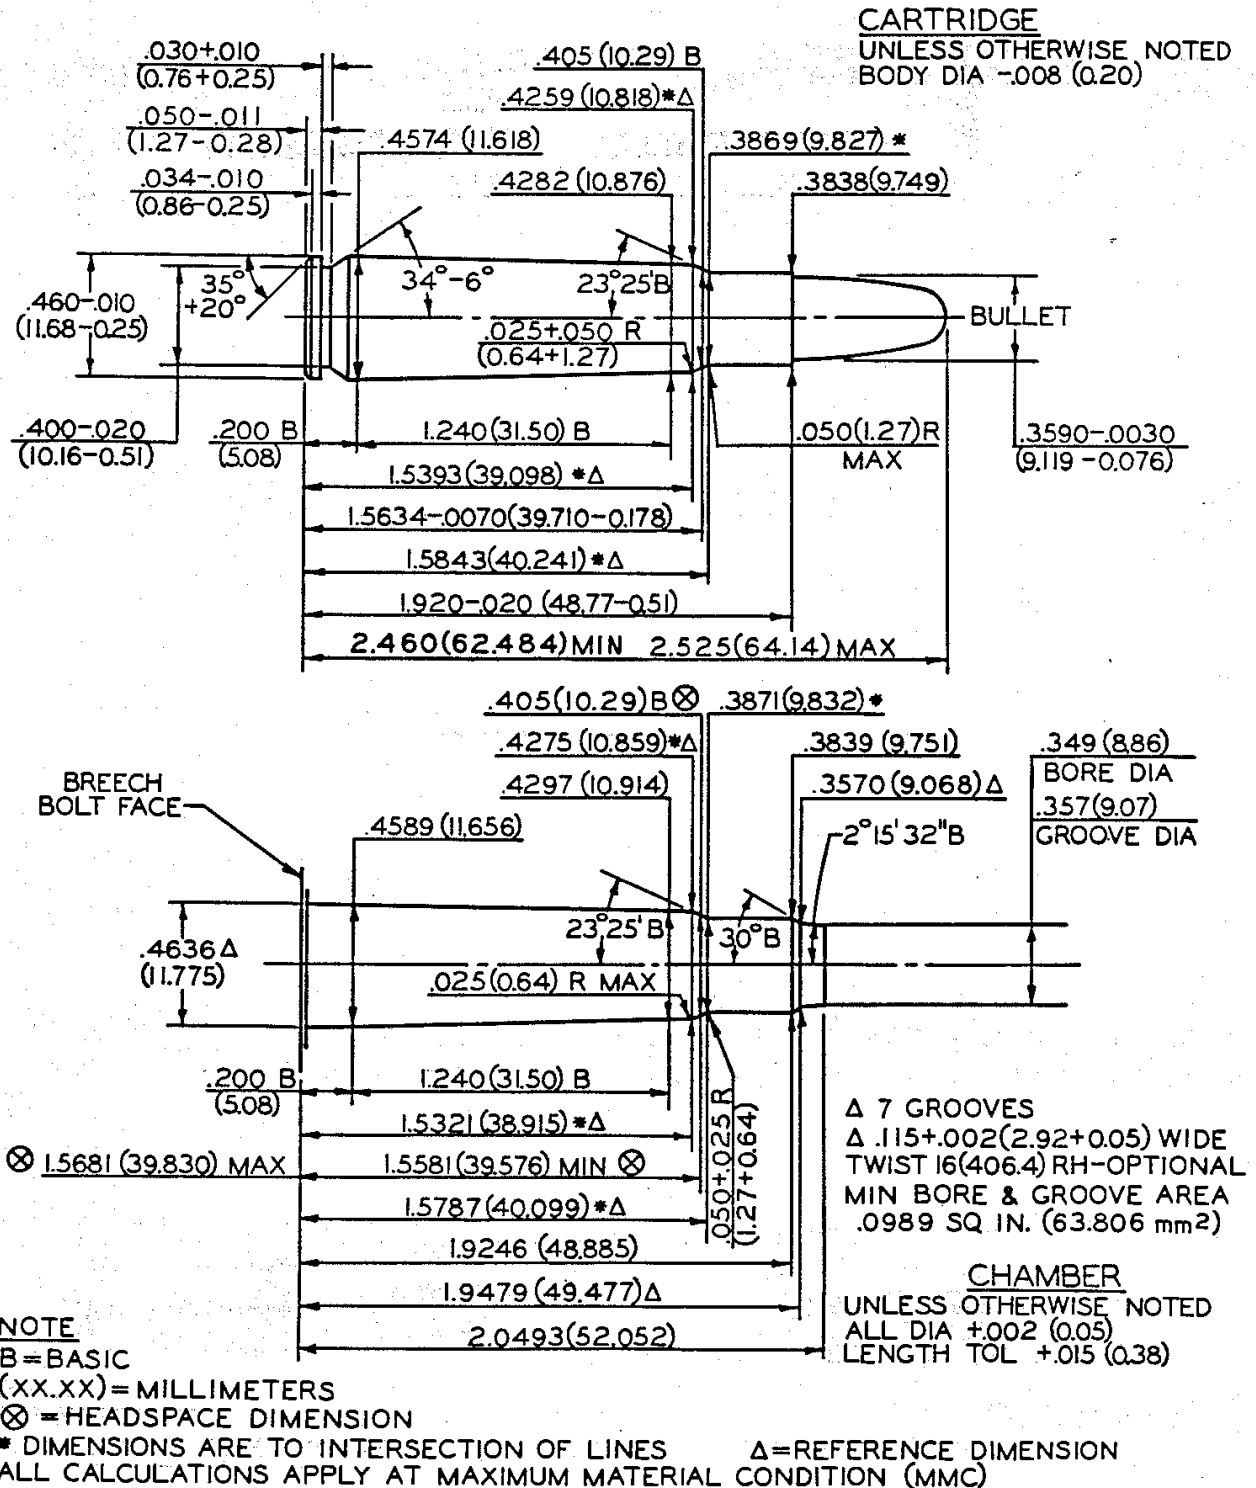 CARTRIDGE
UNLESS OTHERWISE NOTED
BODY DIA -.008 (0.20)
.030+.010
(0.76+0.25)
.405 (10.29) B
.4259 (10.818)*Δ
.050-.011
(1.27-0.28)
.4574 (11.618)
.3869(9.827) *
.034-.010
(0.86-0.25)
.4282 (10.876)
.3838(9.749)
35°
+20°
34°-6°
23°25'B
.460-.010
(11.68-0.25)
BULLET
.025+.050 R
(0.64+1.27)
.400-.020
(10.16-0.51)
.200 B
(5.08)
1.240(31.50) B
.050(1.27)R
MAX
.3590-.0030
(9.119-0.076)
1.5393(39.098) *Δ
1.5634-.0070(39.710-0.178)
1.5843(40.241)*Δ
1.920-.020 (48.77-0.51)
2.460(62.484) MIN 2.525(64.14) MAX
.405(10.29)B⊗
.3871(9.832)*
.4275 (10.859)*Δ
.3839 (9.751)
.349 (8.86)
BORE DIA
BREECH
BOLT FACE
.4297 (10.914)
.3570 (9.068)Δ
.357(9.07)
GROOVE DIA
.4589 (11.656)
2°15'32"B
23°25'B
30°B
.4636Δ
(11.775)
.025(0.64) R MAX
.200 B
(5.08)
1.240(31.50) B
.050+.025 R
(1.27+0.64)
Δ 7 GROOVES
1.5321(38.915)*Δ
Δ .115+.002(2.92+0.05) WIDE
⊗ 1.5681 (39.830) MAX 1.5581(39.576) MIN ⊗
TWIST 16(406.4) RH-OPTIONAL
MIN BORE & GROOVE AREA
1.5787(40.099)*Δ
.0989 SQ IN. (63.806 mm2)
1.9246 (48.885)
CHAMBER
1.9479 (49.477)Δ
UNLESS OTHERWISE NOTED
ALL DIA +.002 (0.05)
2.0493(52.052)
LENGTH TOL +.015 (0.38)
NOTE
B=BASIC
(XX.XX)=MILLIMETERS
⊗ =HEADSPACE DIMENSION
* DIMENSIONS ARE TO INTERSECTION OF LINES Δ=REFERENCE DIMENSION
ALL CALCULATIONS APPLY AT MAXIMUM MATERIAL CONDITION (MMC)